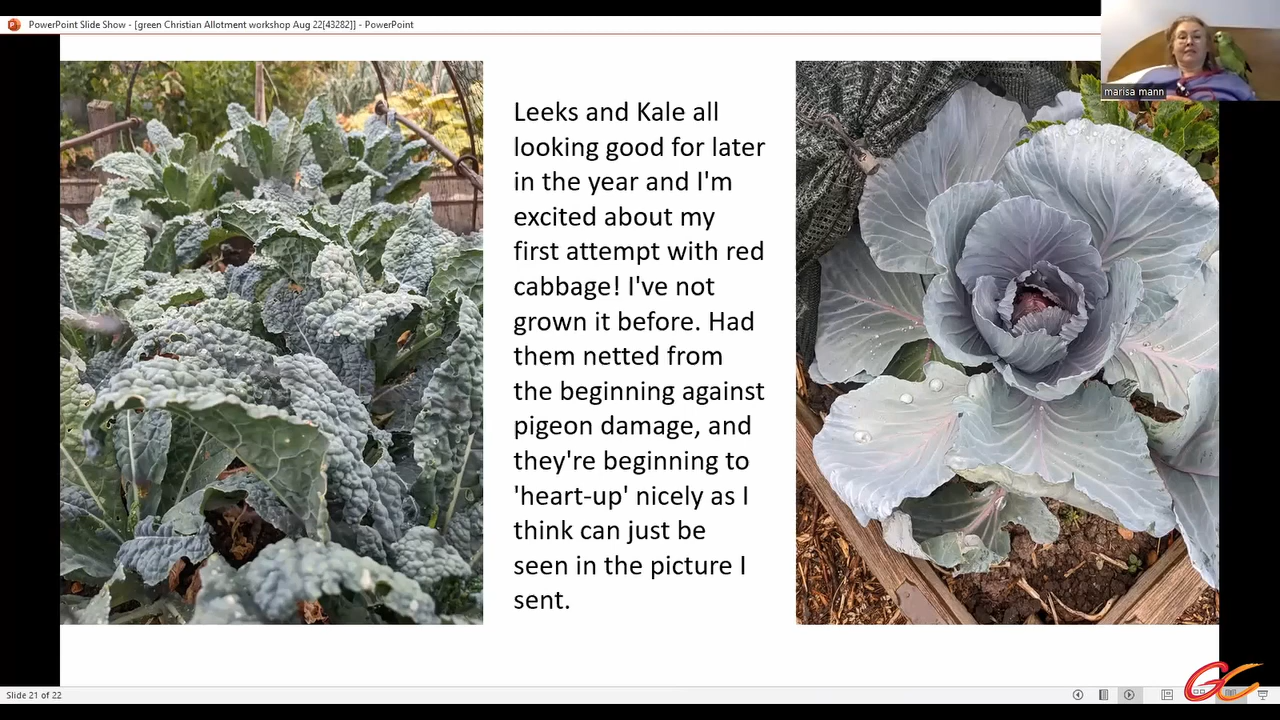 PowerPoint Slide Show - [green Christian Allotment workshop Aug 22[43282]] - PowerPoint
marisa mann
Leeks and Kale all
looking good for later
in the year and I'm
excited about my
first attempt with red
cabbage! I've not
grown it before. Had
them netted from
the beginning against
pigeon damage, and
they're beginning to
'heart-up' nicely as I
think can just be
seen in the picture I
sent.
Slide 21 of 22
GC